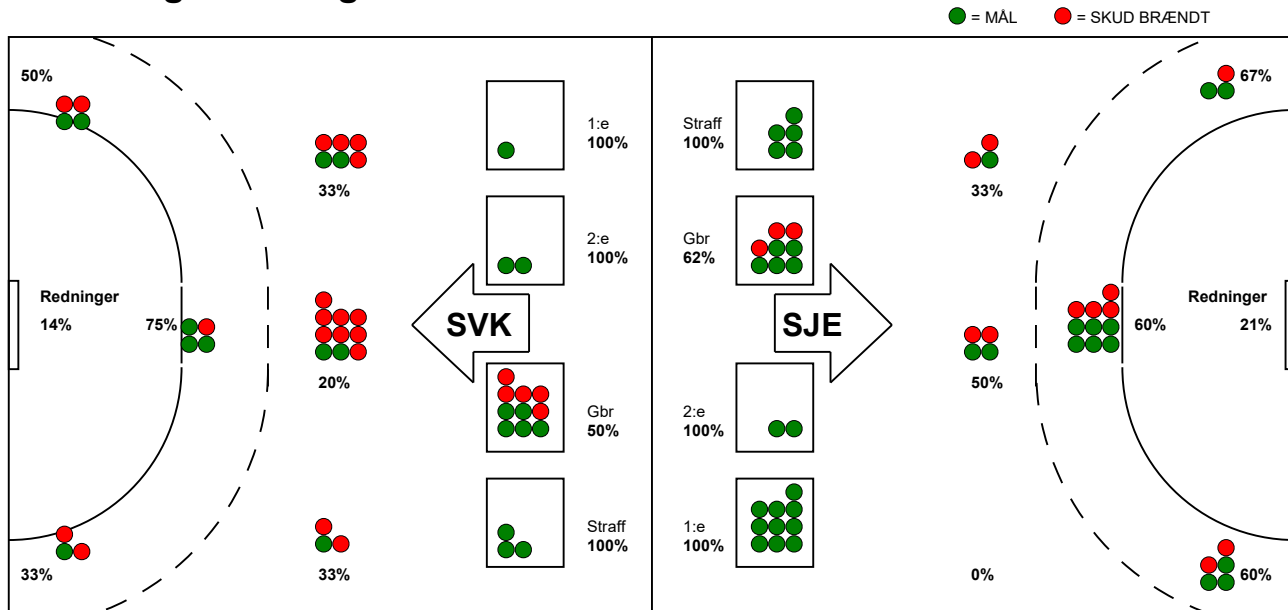 = MÅL
= SKUD BRÆNDT
50%
67%
1:e
100%
Straff
100%
33%
33%
2:e
100%
Gbr
62%
Redninger
14%
75%
SVK
SJE
60%
Redninger
21%
20%
50%
Gbr
50%
2:e
100%
Straff
100%
1:e
100%
33%
33%
0%
60%